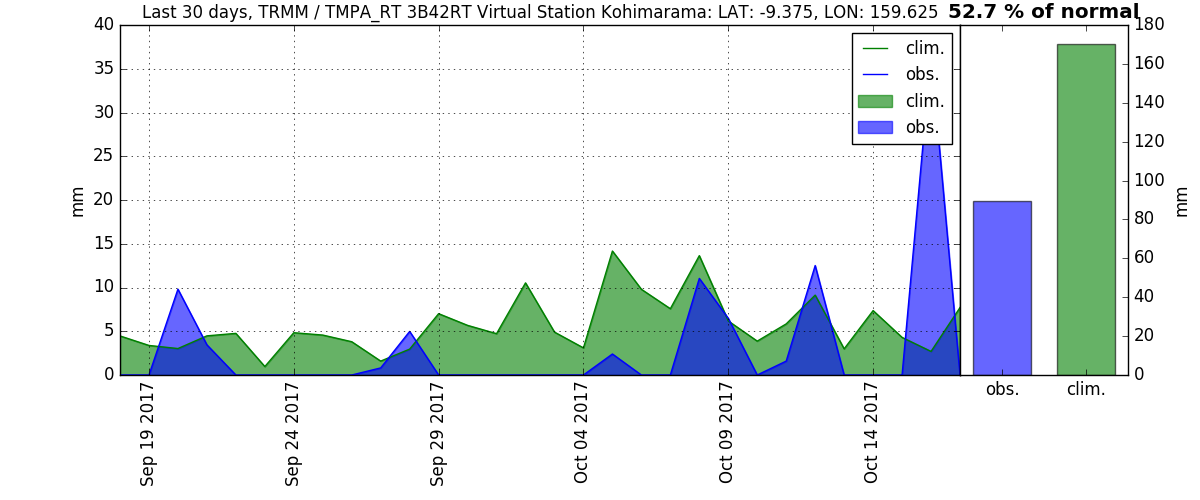 Last 30 days, TRMM / TMPA_RT 3B42RT Virtual Station Kohimarama: LAT: -9.375, LON: 159.625 52.7 % of normal
40
35
30
25
20
15
10
5
0
mm
clim.
obs.
clim.
obs.
180
160
140
120
100
80
60
40
20
0
mm
Sep 19 2017
Sep 24 2017
Sep 29 2017
Oct 04 2017
Oct 09 2017
Oct 14 2017
obs.
clim.